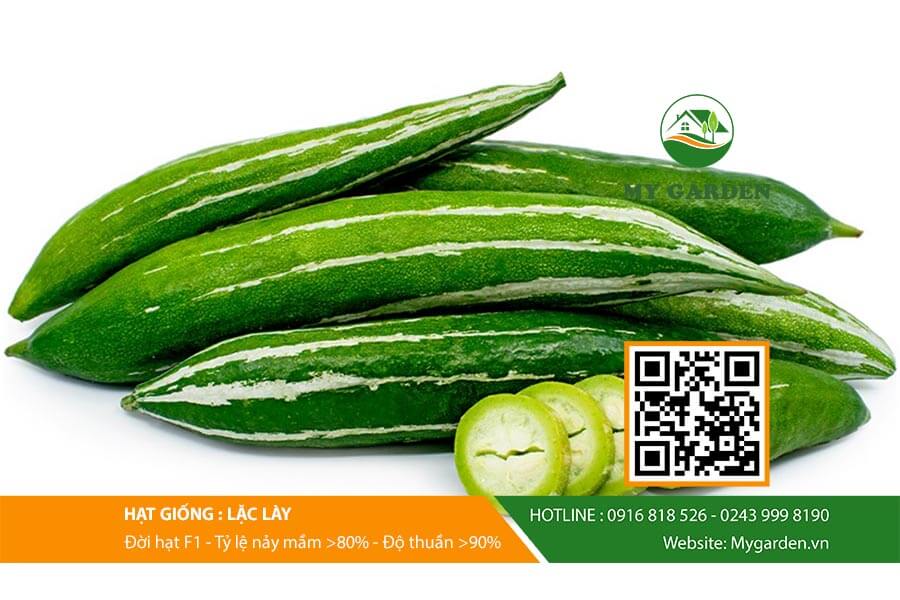 MY GARDEN
HẠT GIỐNG : LẶC LÀY
Đời hạt F1 - Tỷ lệ nảy mầm >80% - Độ thuần >90%
HOTLINE : 0916 818 526 - 0243 999 8190
Website: Mygarden.vn